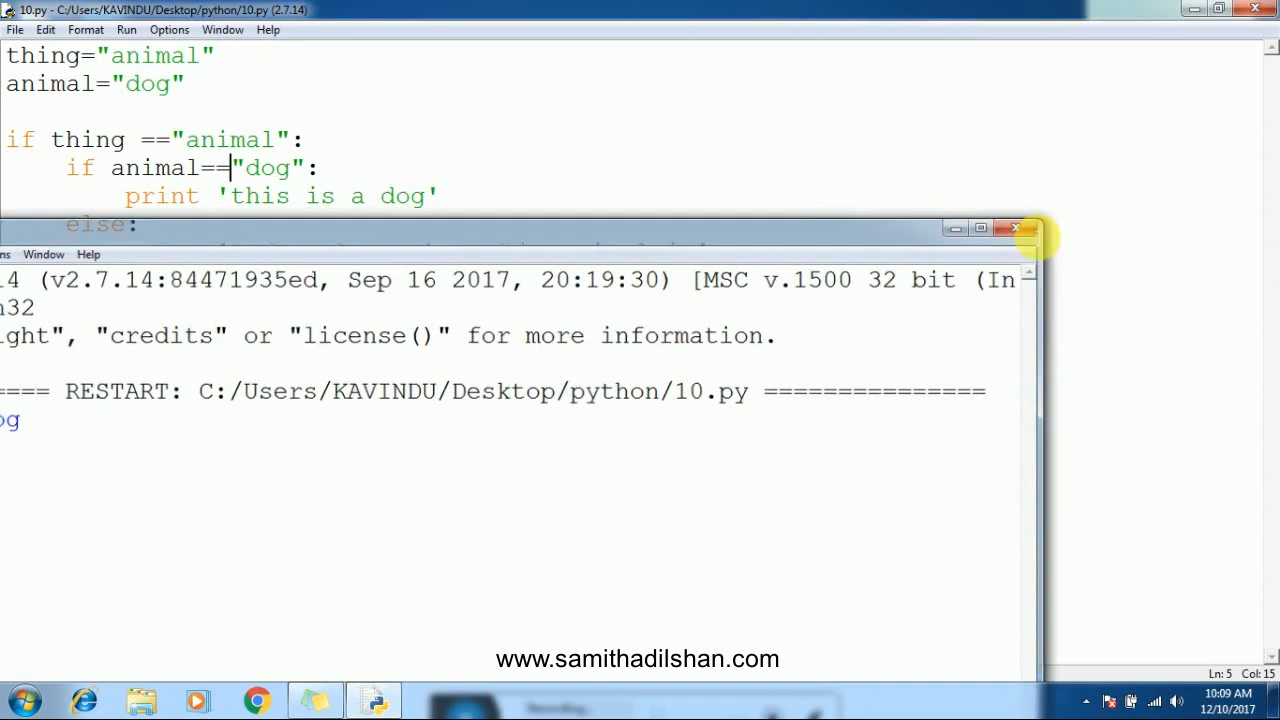 10.py - C:/Users/KAVINDU/Desktop/python/10.py (2.7.14)
File Edit Format Run Options Window Help
thing="animal"
animal="dog"
if thing =="animal":
if animal=="dog":
print 'this is a dog'
else:
Window Help
4 (v2.7.14:84471935ed, Sep 16 2017, 20:19:30) [MSC v.1500 32 bit (In
n32
ght", "credits" or "license()" for more information.
==== RESTART: C:/Users/KAVINDU/Desktop/python/10.py ===============
og
www.samithadilshan.com
Ln: 5 Col: 15
10:09 AM
12/10/2017
Recording...